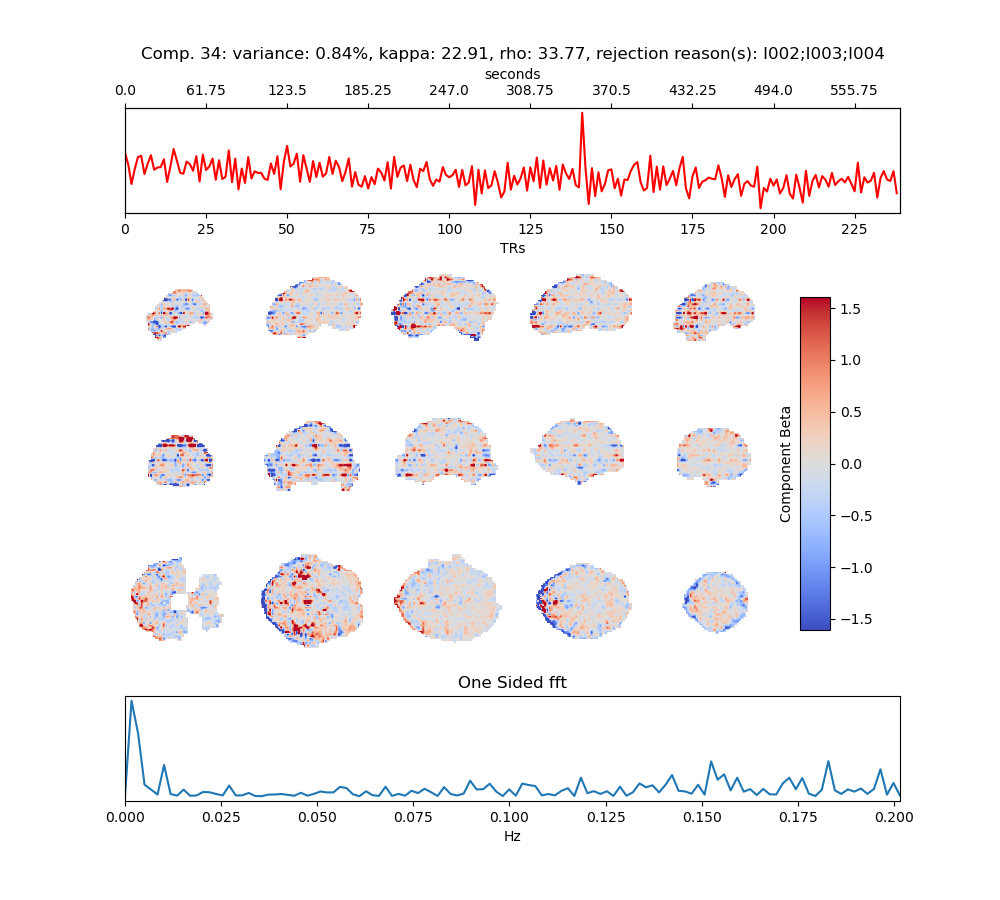 Comp. 34: variance: 0.84%, kappa: 22.91, rho: 33.77, rejection reason(s): I002;I003;I004
seconds
0.0 61.75 123.5 185.25 247.0 308.75 370.5 432.25 494.0 555.75
0 25 50 75 100 125 150 175 200 225
TRs
1.5
1.0
0.5
0.0
−0.5
−1.0
−1.5
Component Beta
One Sided fft
0.000 0.025 0.050 0.075 0.100 0.125 0.150 0.175 0.200
Hz